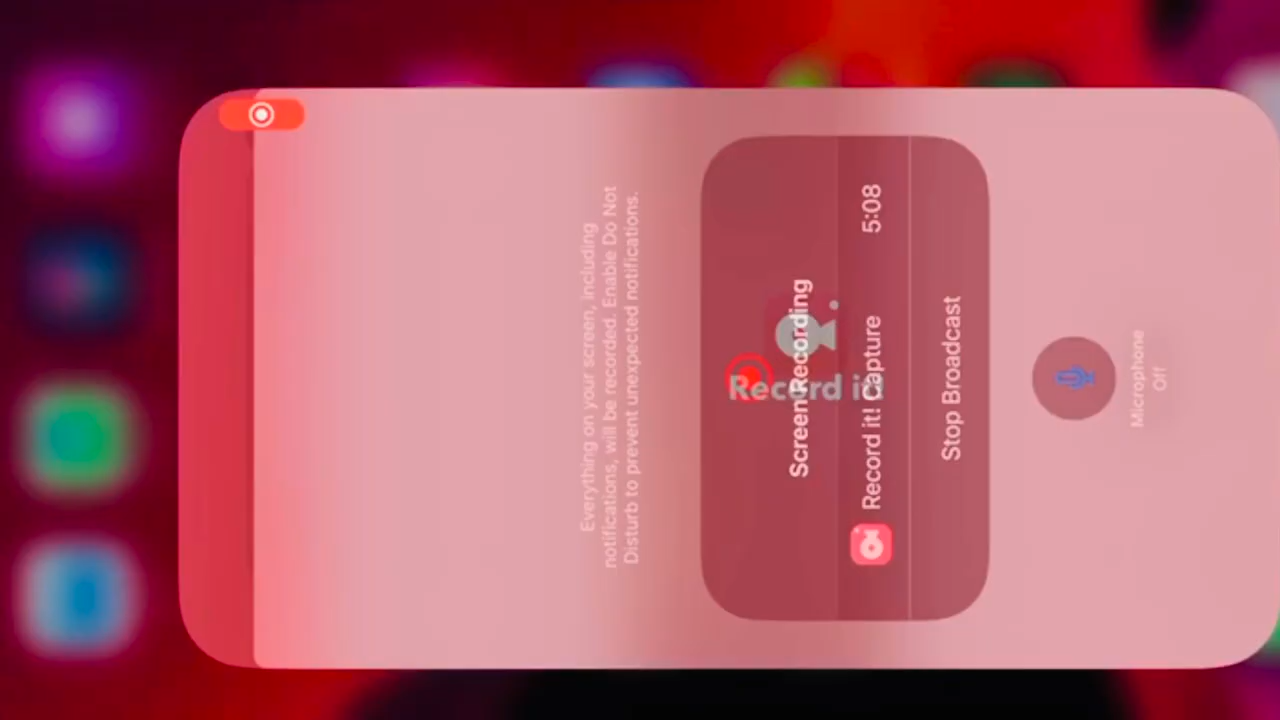 Everything on your screen, including
notifications, will be recorded. Enable Do Not
Disturb to prevent unexpected notifications.
Screen Recording
Record it! Capture 5:08
Stop Broadcast
Microphone
Off
Record it!